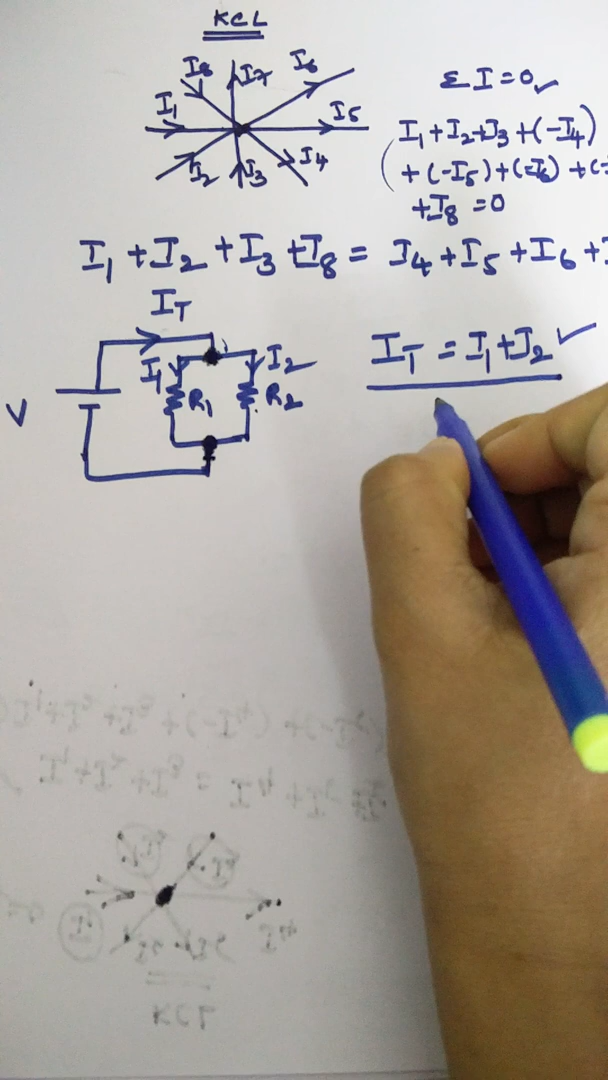 KCL
I8 I7 I6
I1 I5
I2 I3 I4
Σ I = 0 ✓
( I1 + I2 + I3 + (-I4)
+ (-I5) + (-I6) + (-
+ I8 = 0
I1 + I2 + I3 + I8 = I4 + I5 + I6 +
IT
IT = I1 + I2 ✓
I1 I2
V R1 R2
KCL